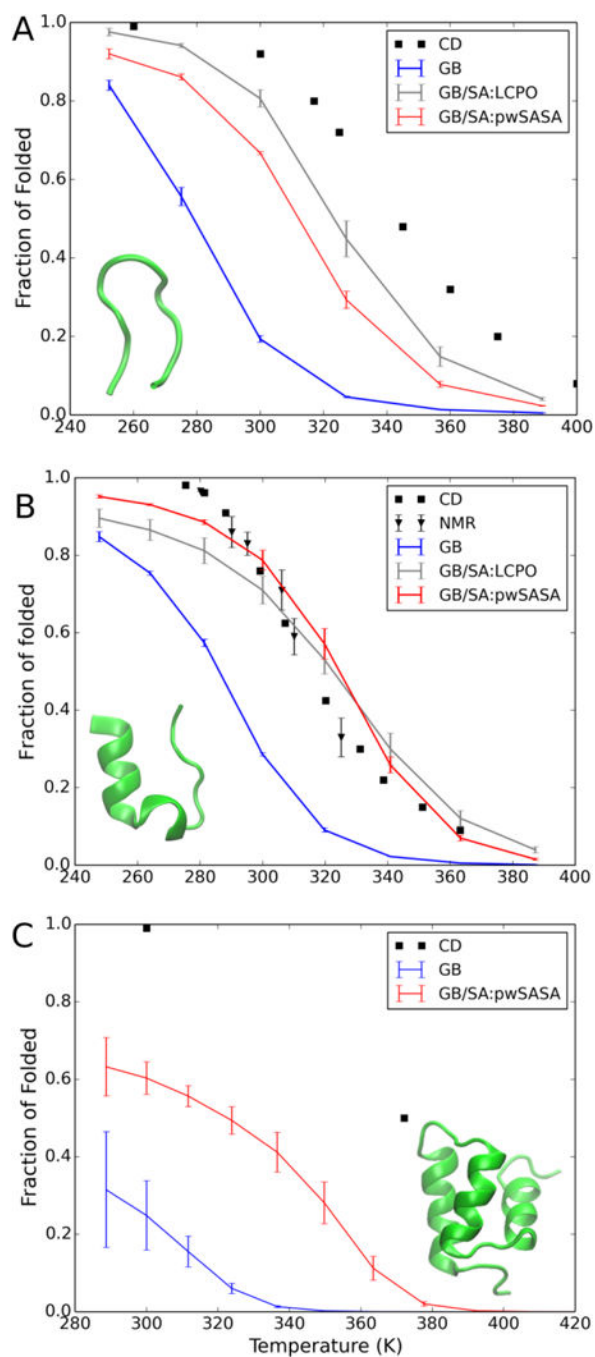 A
1.0
0.8
0.6
0.4
0.2
0.0
Fraction of Folded
CD
GB
GB/SA:LCPO
GB/SA:pwSASA
240 260 280 300 320 340 360 380 400
B
1.0
0.8
0.6
0.4
0.2
0.0
Fraction of folded
CD
NMR
GB
GB/SA:LCPO
GB/SA:pwSASA
240 260 280 300 320 340 360 380 400
C
1.0
0.8
0.6
0.4
0.2
0.0
Fraction of Folded
CD
GB
GB/SA:pwSASA
280 300 320 340 360 380 400 420
Temperature (K)